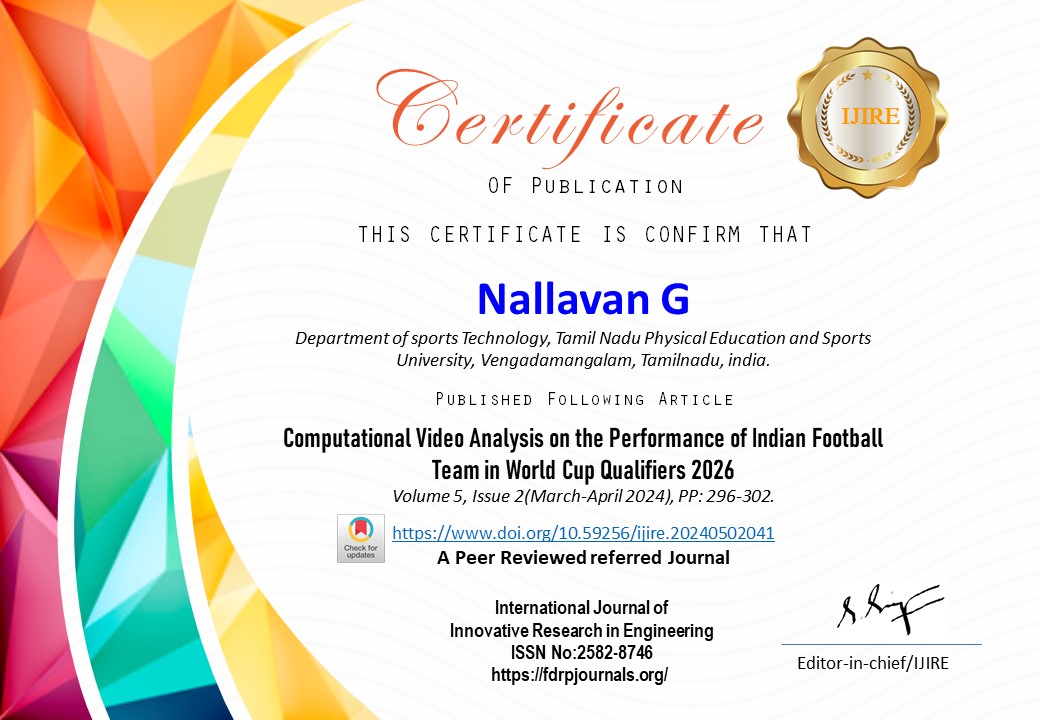 Certificate
IJIRE
OF Publication
THIS CERTIFICATE IS CONFIRM THAT
Nallavan G
Department of sports Technology, Tamil Nadu Physical Education and Sports
University, Vengadamangalam, Tamilnadu, india.
Published Following Article
Computational Video Analysis on the Performance of Indian Football
Team in World Cup Qualifiers 2026
Volume 5, Issue 2(March-April 2024), PP: 296-302.
Check for
updates
https://www.doi.org/10.59256/ijire.20240502041
A Peer Reviewed referred Journal
International Journal of
Innovative Research in Engineering
ISSN No:2582-8746
https://fdrpjournals.org/
Editor-in-chief/IJIRE